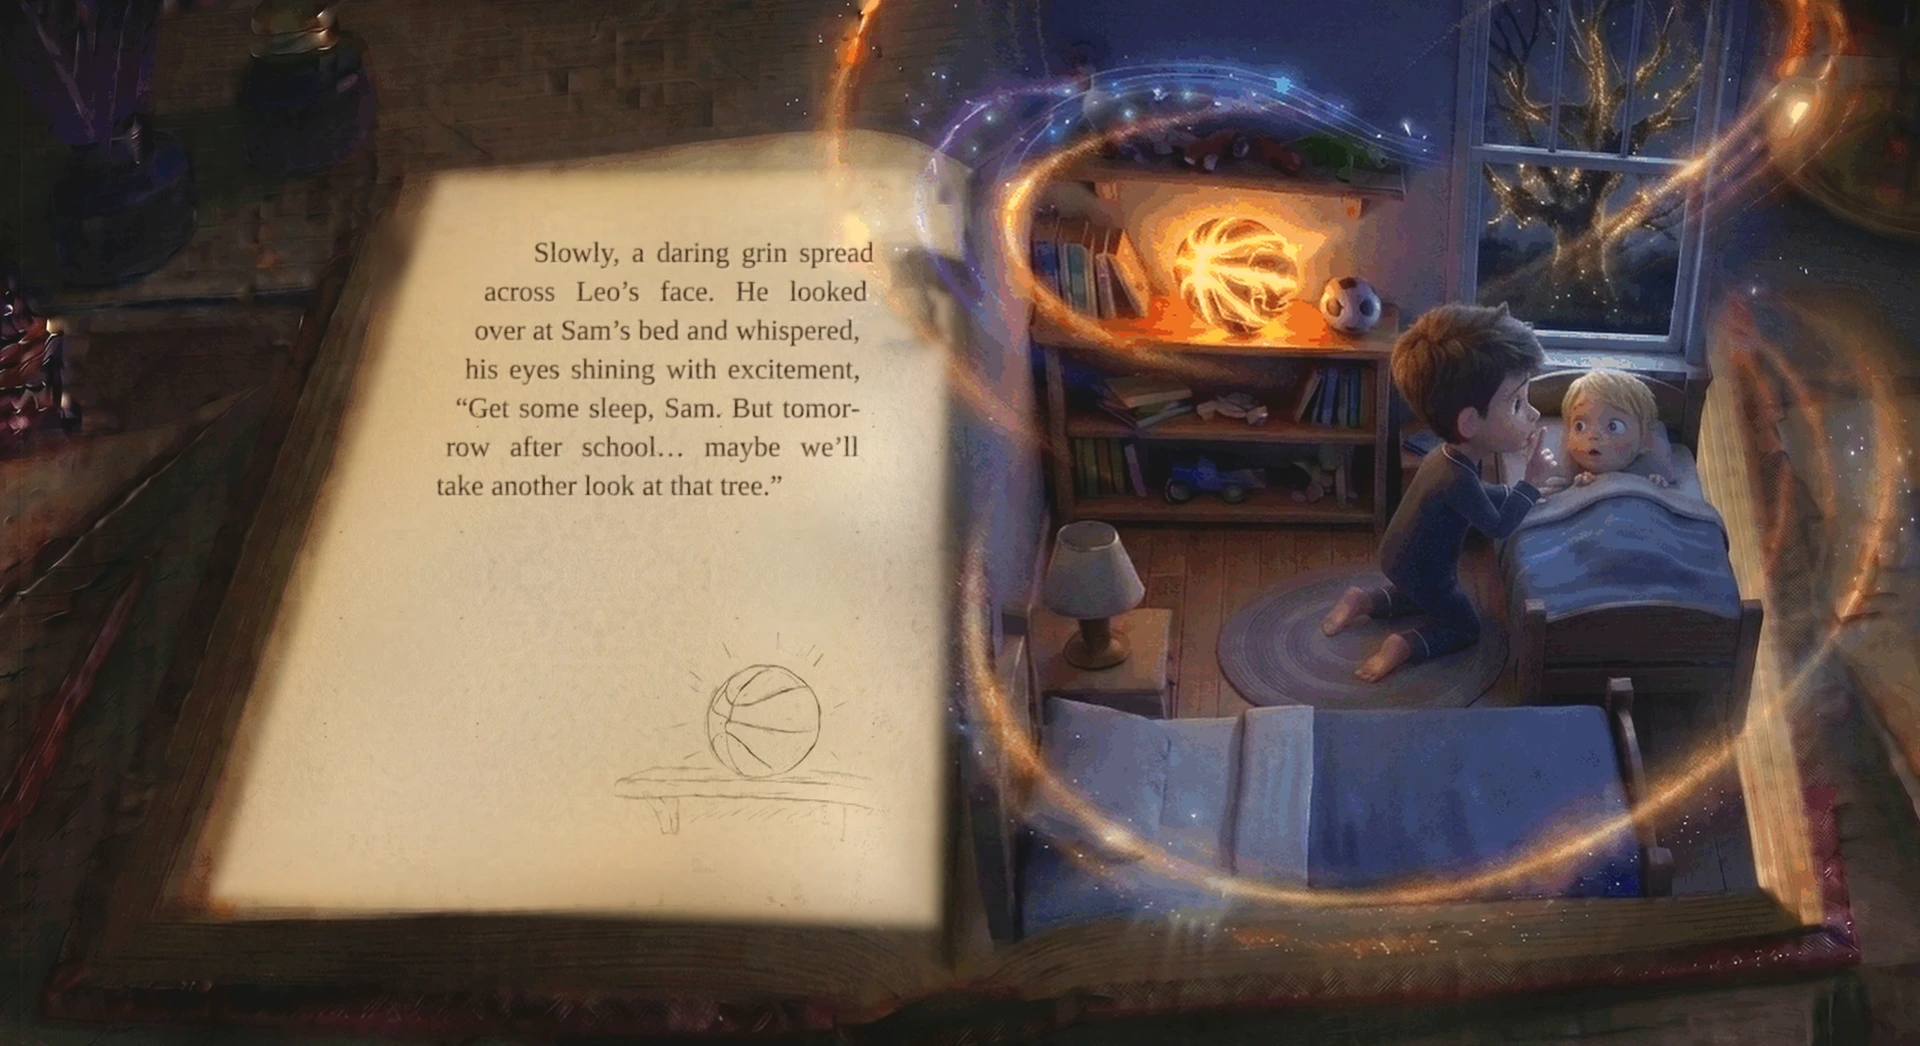 Slowly, a daring grin spread
across Leo’s face. He looked
over at Sam’s bed and whispered,
his eyes shining with excitement,
“Get some sleep, Sam. But tomor-
row after school… maybe we’ll
take another look at that tree.”